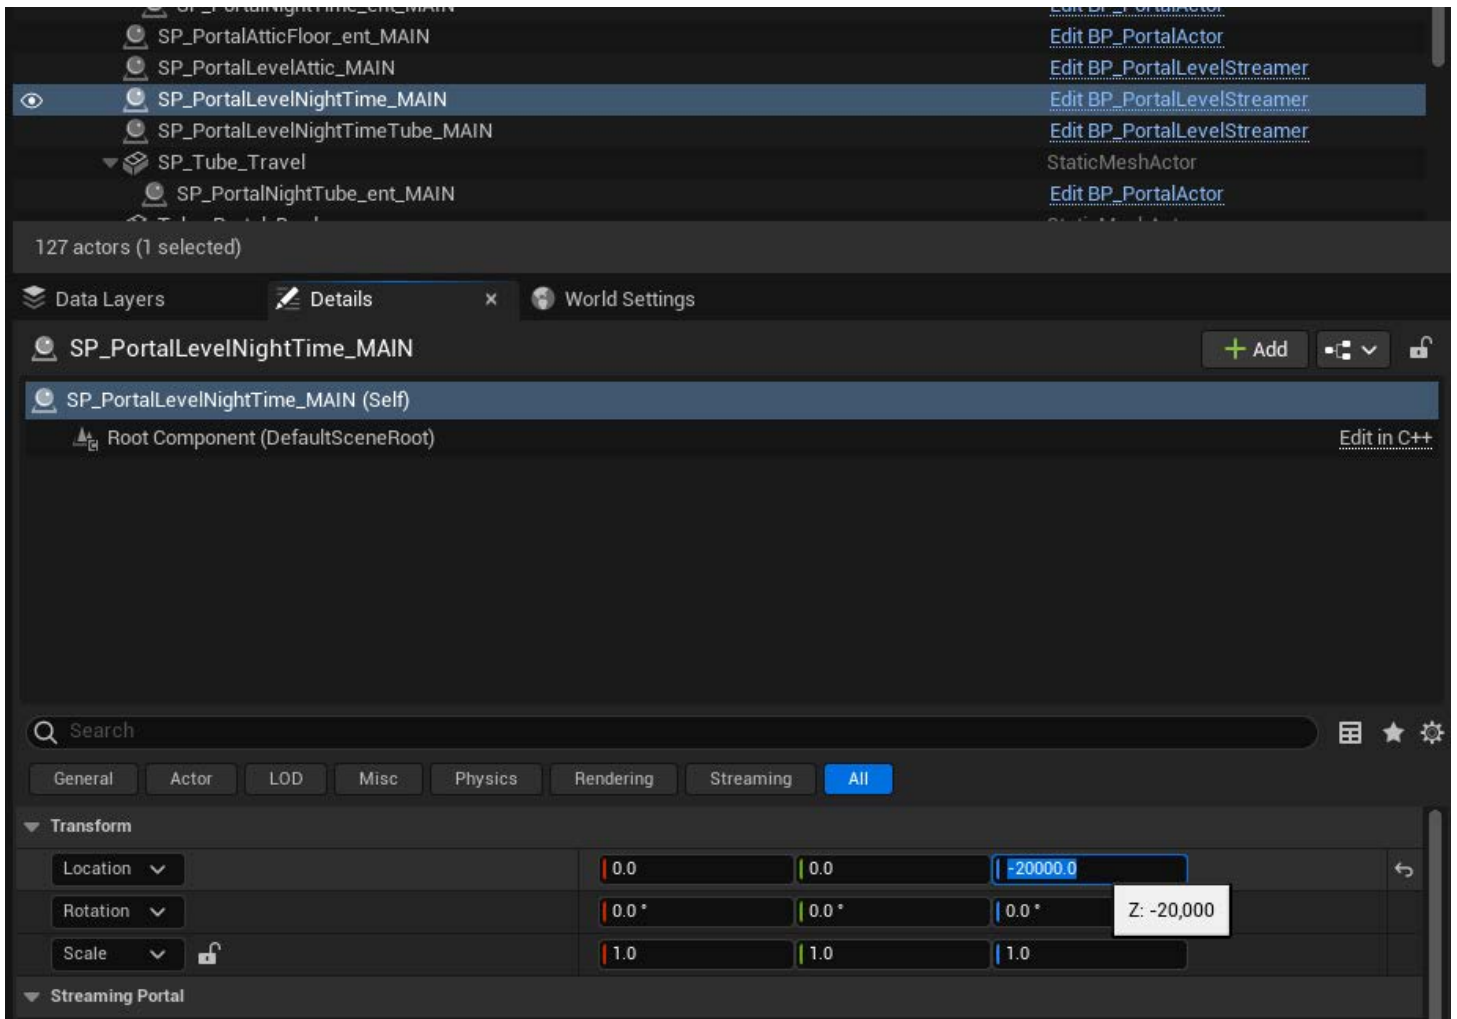 SP_PortalNightTime_ent_MAIN Edit BP_PortalActor
SP_PortalAtticFloor_ent_MAIN Edit BP_PortalActor
SP_PortalLevelAttic_MAIN Edit BP_PortalLevelStreamer
SP_PortalLevelNightTime_MAIN Edit BP_PortalLevelStreamer
SP_PortalLevelNightTimeTube_MAIN Edit BP_PortalLevelStreamer
SP_Tube_Travel StaticMeshActor
SP_PortalNightTube_ent_MAIN Edit BP_PortalActor
127 actors (1 selected)
Data Layers Details × World Settings
SP_PortalLevelNightTime_MAIN + Add
SP_PortalLevelNightTime_MAIN (Self)
Root Component (DefaultSceneRoot) Edit in C++
Search
General Actor LOD Misc Physics Rendering Streaming All
Transform
Location 0.0 0.0 -20000.0
Rotation 0.0 ° 0.0 ° 0.0 ° Z: -20,000
Scale 1.0 1.0 1.0
Streaming Portal